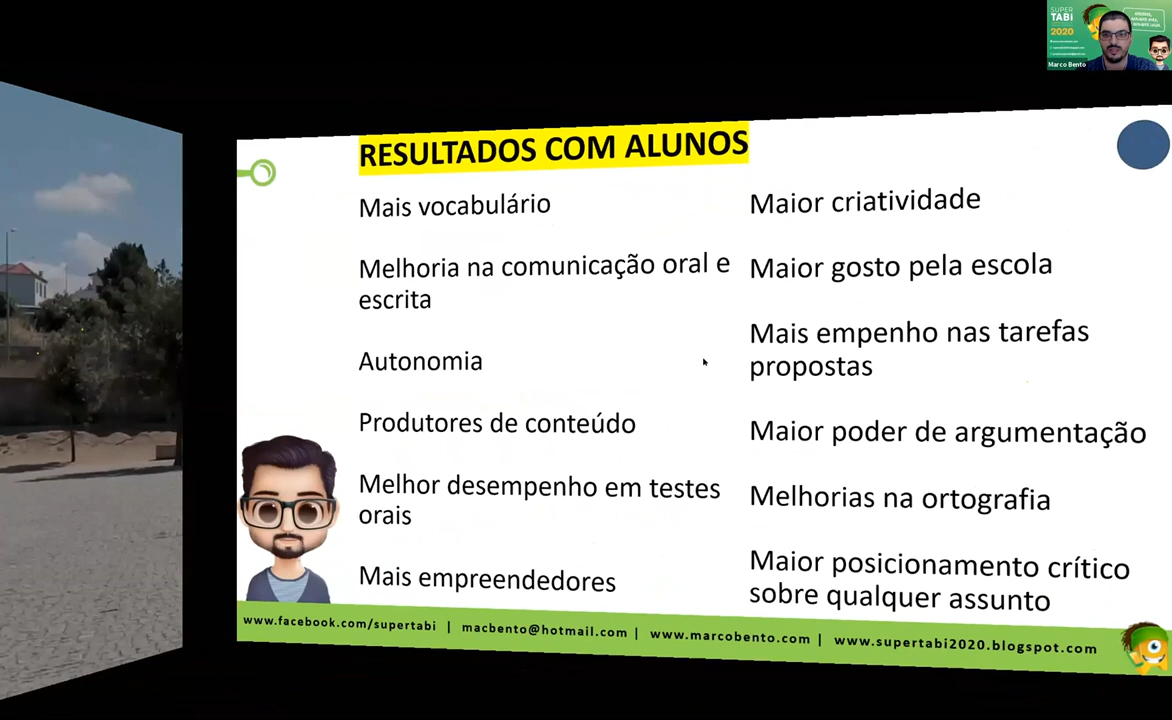 SUPER
TABi
2020
Marco Bento
RESULTADOS COM ALUNOS
Mais vocabulário
Melhoria na comunicação oral e
escrita
Autonomia
Produtores de conteúdo
Melhor desempenho em testes
orais
Mais empreendedores
Maior criatividade
Maior gosto pela escola
Mais empenho nas tarefas
propostas
Maior poder de argumentação
Melhorias na ortografia
Maior posicionamento crítico
sobre qualquer assunto
www.facebook.com/supertabi | macbento@hotmail.com | www.marcobento.com | www.supertabi2020.blogspot.com